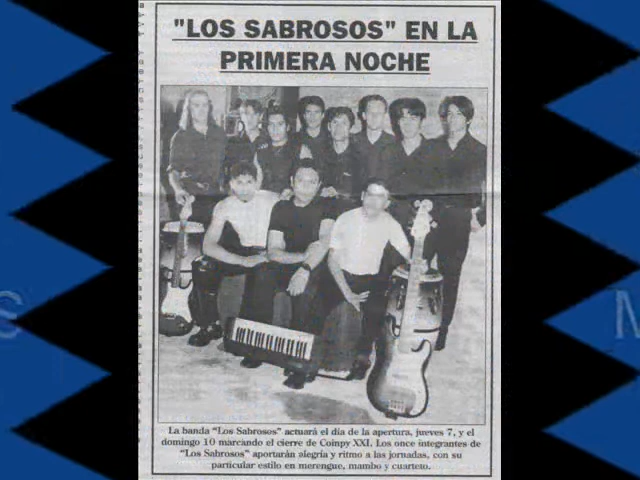 "LOS SABROSOS" EN LA
PRIMERA NOCHE
La banda "Los Sabrosos" actuará el día de la apertura, jueves 7, y el
domingo 10 marcando el cierre de Coinpy XXI. Los once integrantes de
"Los Sabrosos" aportarán alegría y ritmo a las jornadas, con su
particular estilo en merengue, mambo y cuarteto.